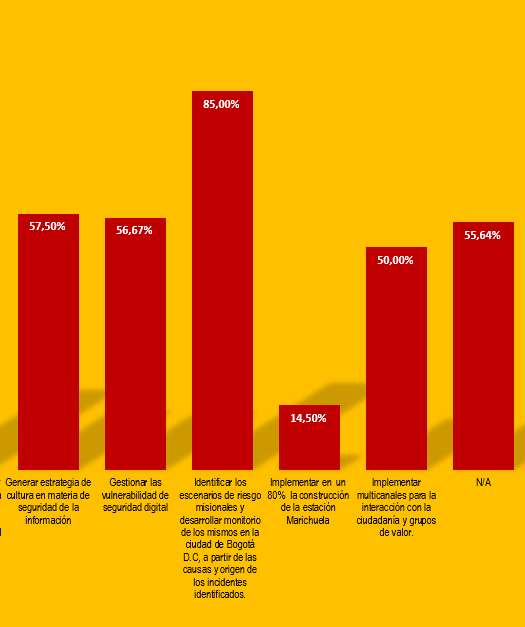 85,00%
57,50%
56,67%
55,64%
50,00%
14,50%
Generar estrategia de
cultura en materia de
seguridad de la
información
Gestionar las
vulnerabilidad de
seguridad digital
Identificar los
escenarios de riesgo
misionales y
desarrollar monitorio
de los mismos en la
ciudad de Bogotá
D.C, a partir de las
causas y origen de
los incidentes
identificados.
Implementar en un
80% la construcción
de la estación
Marichuela
Implementar
multicanales para la
interacción con la
ciudadanía y grupos
de valor.
N/A